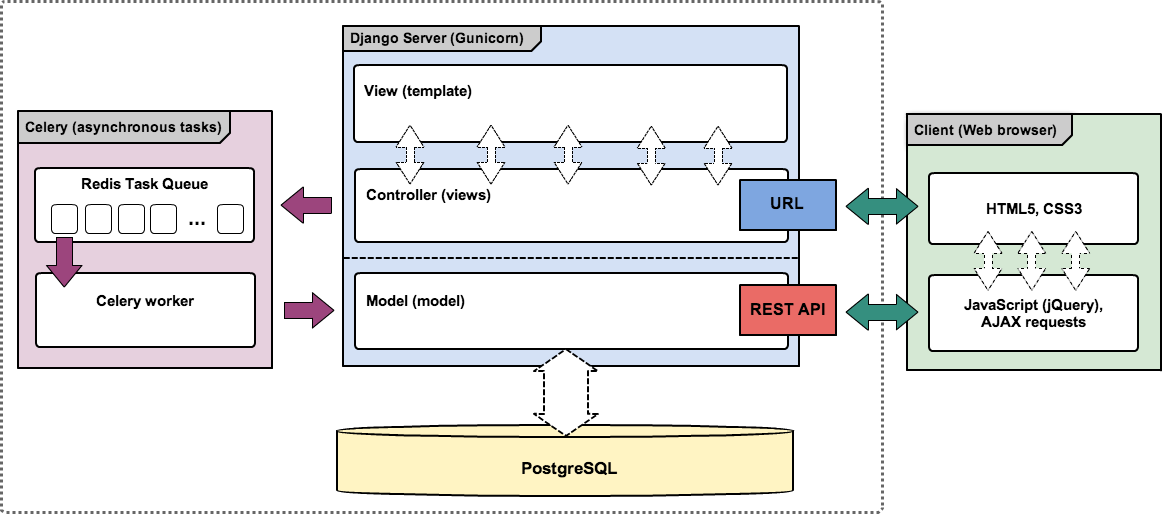 Django Server (Gunicorn)
View (template)
Celery (asynchronous tasks)
Redis Task Queue
...
Celery worker
Controller (views)
URL
Model (model)
REST API
Client (Web browser)
HTML5, CSS3
JavaScript (jQuery),
AJAX requests
PostgreSQL